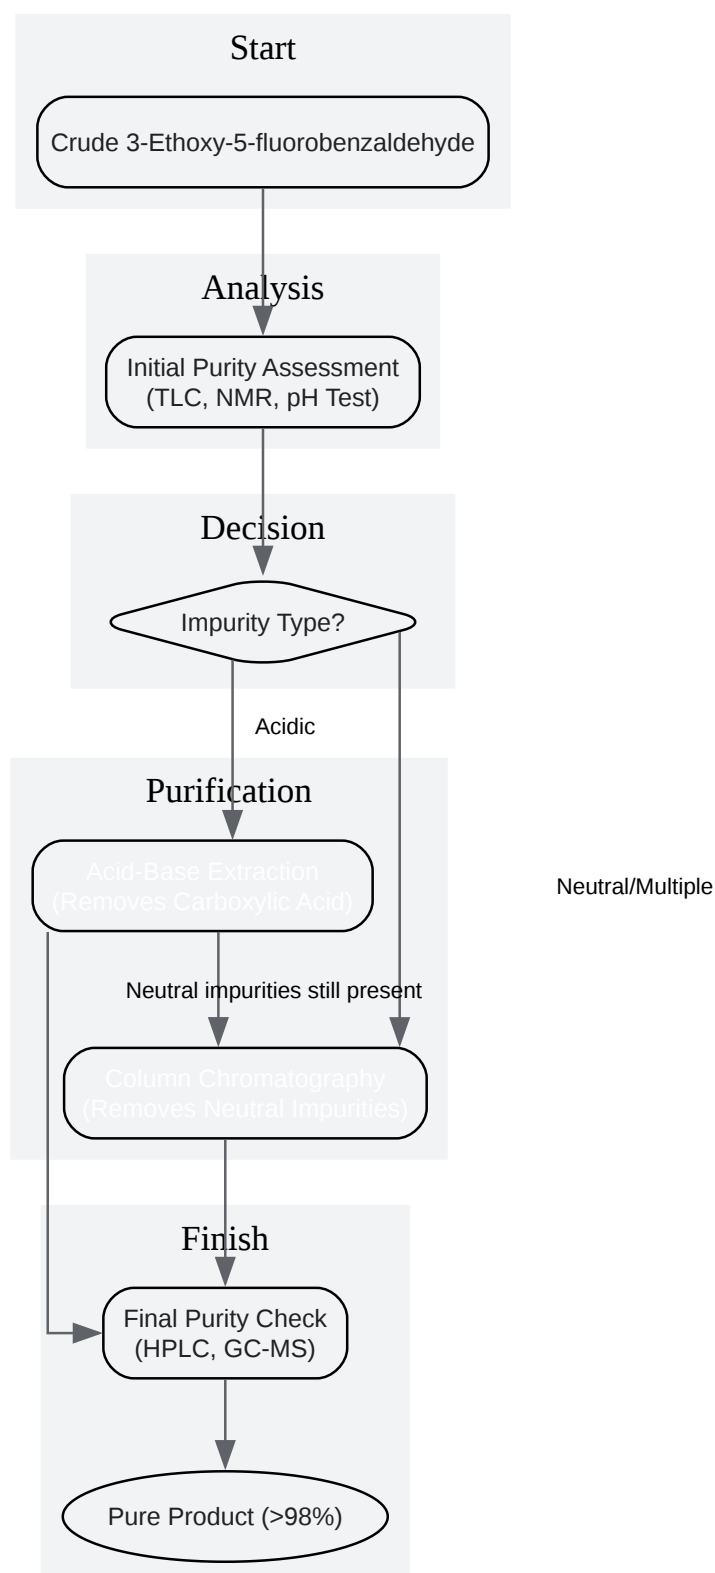 Start
Crude 3-Ethoxy-5-fluorobenzaldehyde
Analysis
Initial Purity Assessment
(TLC, NMR, pH Test)
Decision
Impurity Type?
Acidic
Purification
Acid-Base Extraction
(Removes Carboxylic Acid)
Neutral/Multiple
Neutral impurities still present
Column Chromatography
(Removes Neutral Impurities)
Finish
Final Purity Check
(HPLC, GC-MS)
Pure Product (>98%)